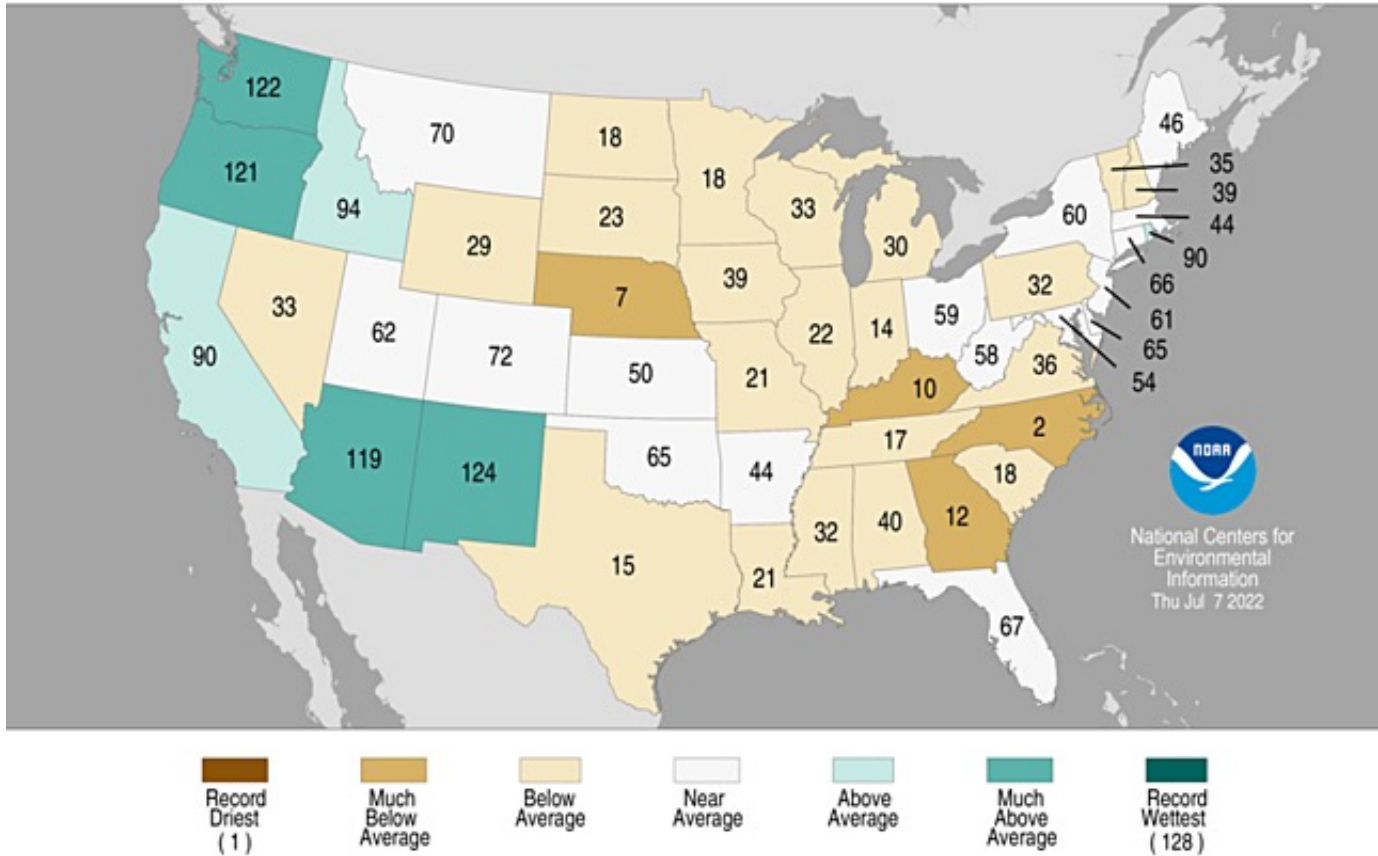 122
70
18
18
46
35
121
94
23
33
60
39
44
29
30
90
7
39
32
66
33
62
72
22
14
59
61
90
50
21
58
36
65
10
54
119
124
65
44
17
2
18
NOAA
15
21
32
40
12
67
National Centers for
Environmental
Information
Thu Jul 7 2022
Record
Driest
( 1 )
Much
Below
Average
Below
Average
Near
Average
Above
Average
Much
Above
Average
Record
Wettest
( 128 )